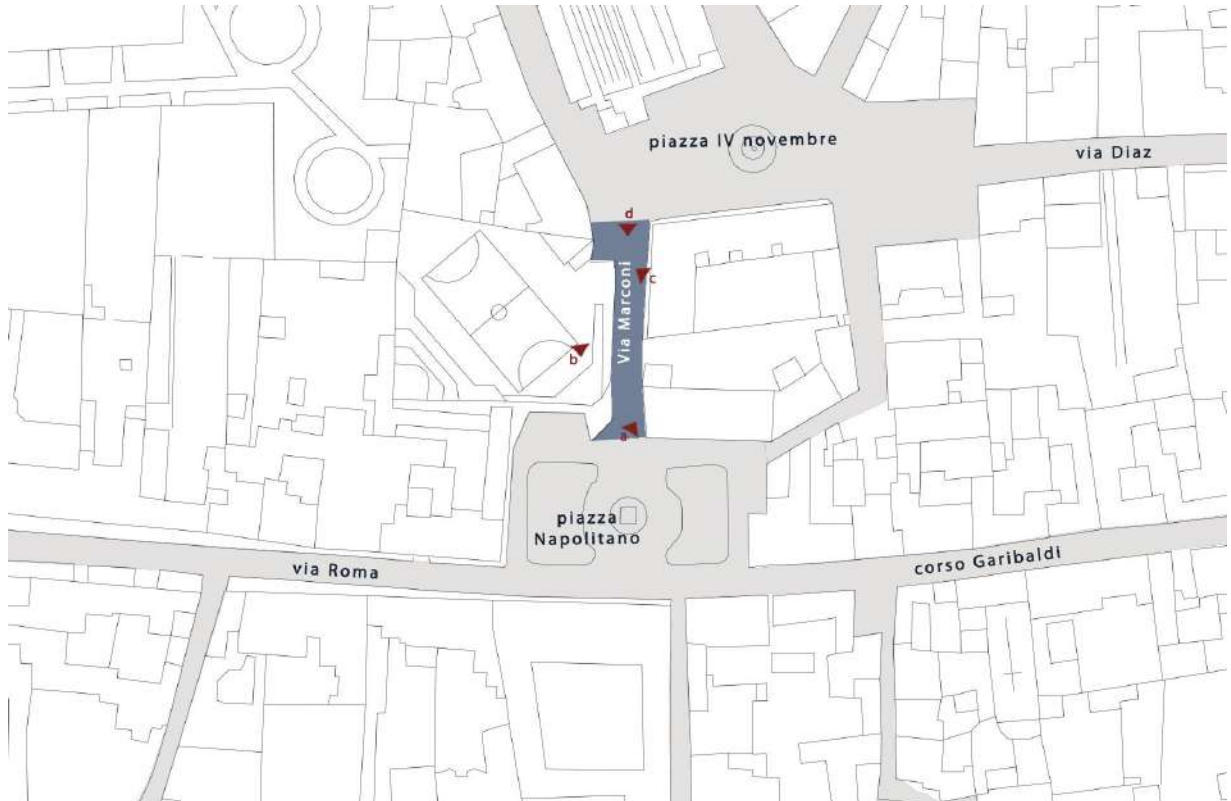 piazza IV novembre
via Diaz
d
c
Via Marconi
b
a
piazza
Napolitano
via Roma
corso Garibaldi